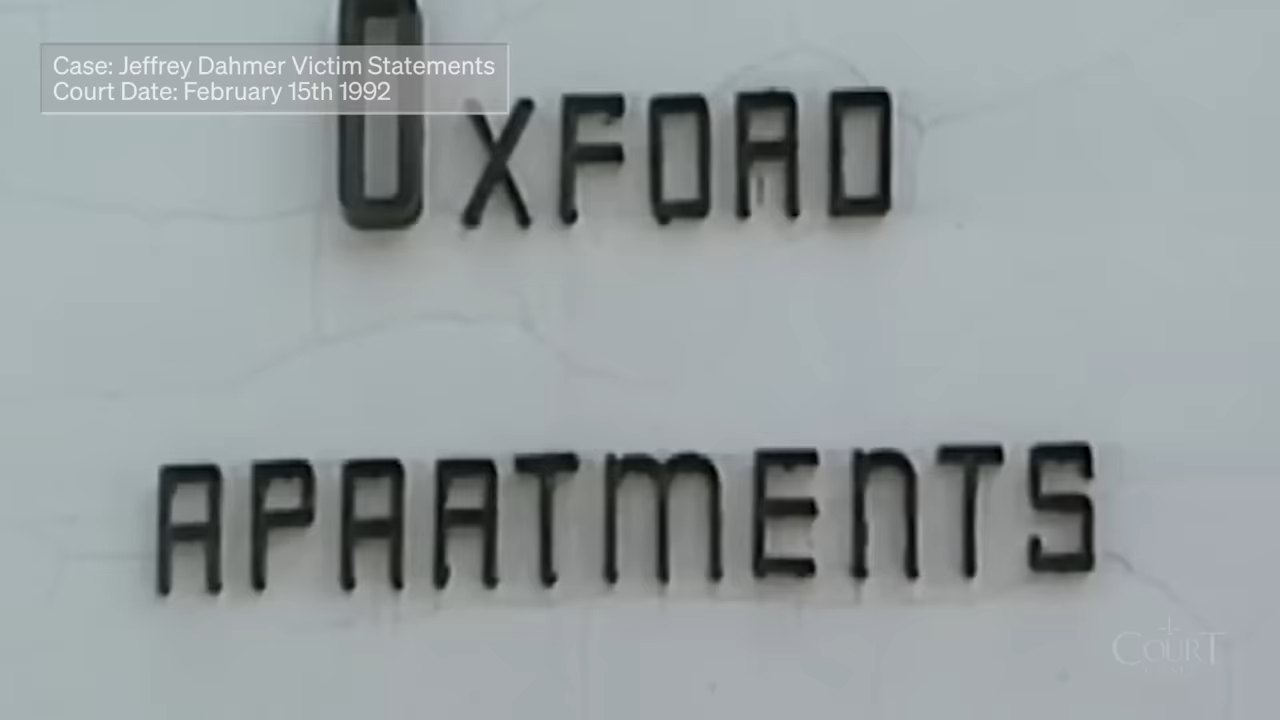 Case: Jeffrey Dahmer Victim Statements
Court Date: February 15th 1992
OXFORD
APARTMENTS
COURT